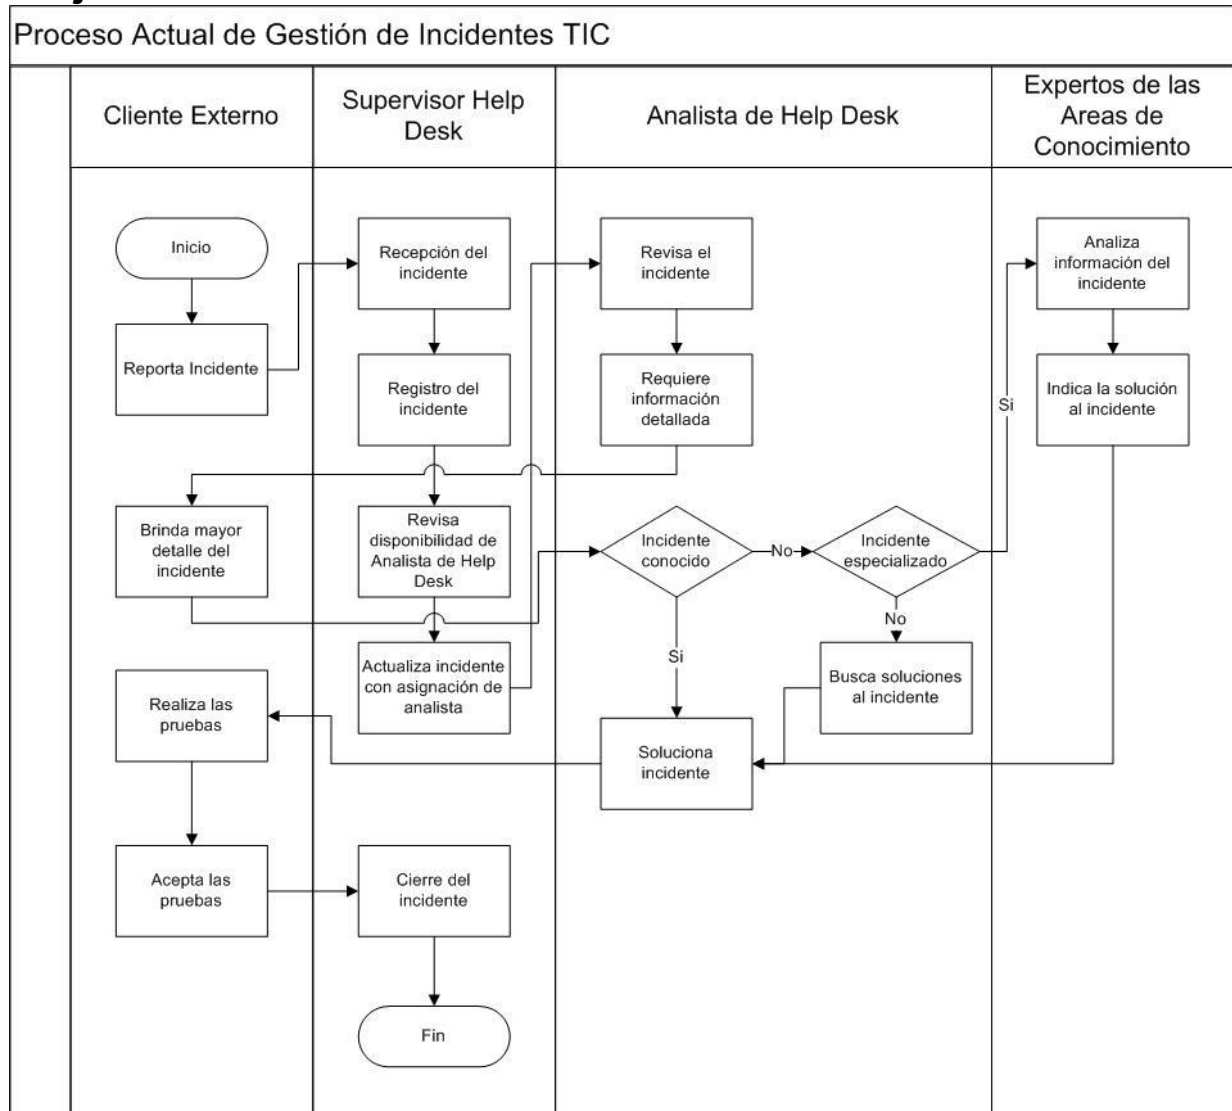 Proceso Actual de Gestión de Incidentes TIC
Cliente Externo
Supervisor Help
Desk
Analista de Help Desk
Expertos de las
Areas de
Conocimiento
Inicio
Reporta Incidente
Recepción del
incidente
Registro del
incidente
Revisa el
incidente
Requiere
información
detallada
Analiza
información del
incidente
Indica la solución
al incidente
Si
Brinda mayor
detalle del
incidente
Revisa
disponibilidad de
Analista de Help
Desk
Incidente
conocido
No
Incidente
especializado
No
Si
Actualiza incidente
con asignación de
analista
Busca soluciones
al incidente
Realiza las
pruebas
Soluciona
incidente
Acepta las
pruebas
Cierre del
incidente
Fin